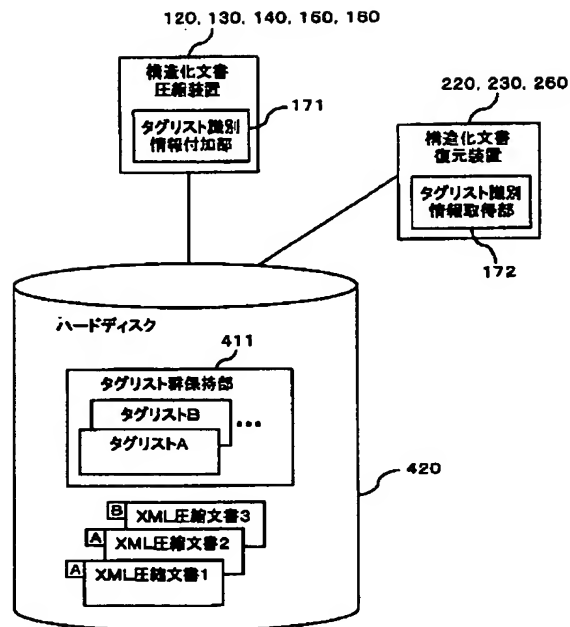 120, 130, 140, 150, 160
構造化文書
圧縮装置
タグリスト識別
情報付加部
171
220, 230, 260
構造化文書
復元装置
タグリスト識別
情報取得部
172
ハードディスク
411
タグリスト群保持部
タグリストB
...
タグリストA
420
B
XML圧縮文書3
A
XML圧縮文書2
A
XML圧縮文書1